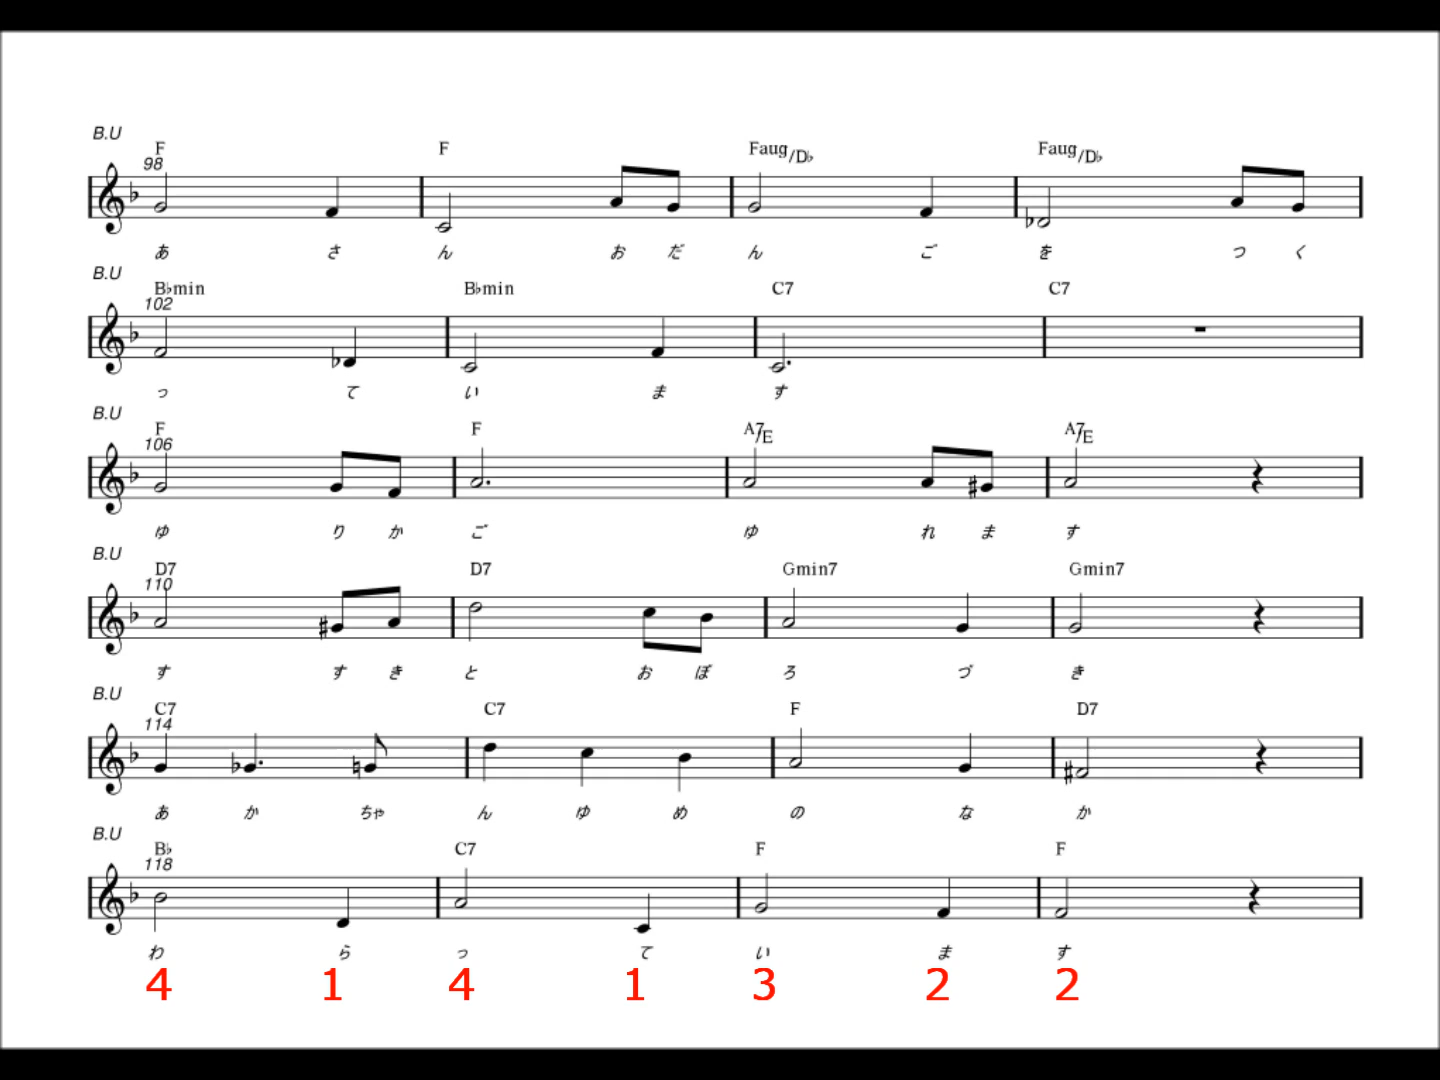 B.U
F F Faug/D♭ Faug/D♭
98
あ さ ん お だ ん ご を つ く
B.U
B♭min B♭min C7 C7
102
っ て い ま す
B.U
F F A7/E A7/E
106
ゆ り か ご ゆ れ ま す
B.U
D7 D7 Gmin7 Gmin7
110
す す き と お ぼ ろ づ き
B.U
C7 C7 F D7
114
あ か ちゃ ん ゆ め の な か
B.U
B♭ C7 F F
118
わ ら っ て い ま す
4 1 4 1 3 2 2